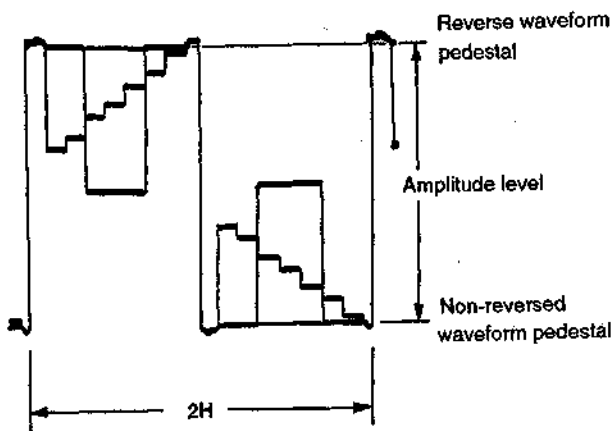 Reverse waveform
pedestal
Amplitude level
Non-reversed
waveform pedestal
2H